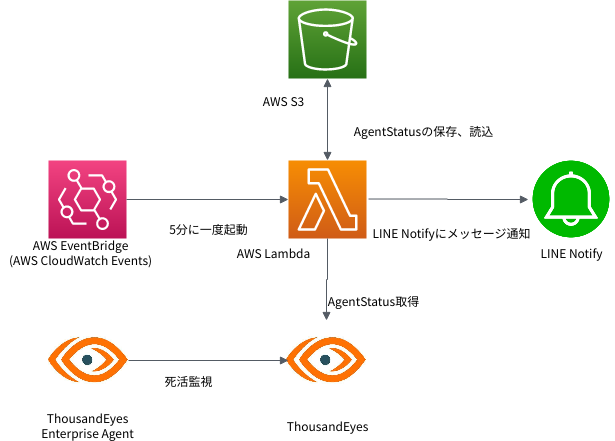 AWS S3
AgentStatusの保存、読込
5分に一度起動
AWS EventBridge
(AWS CloudWatch Events)
AWS Lambda
LINE Notifyにメッセージ通知
LINE Notify
AgentStatus取得
死活監視
ThousandEyes
Enterprise Agent
ThousandEyes